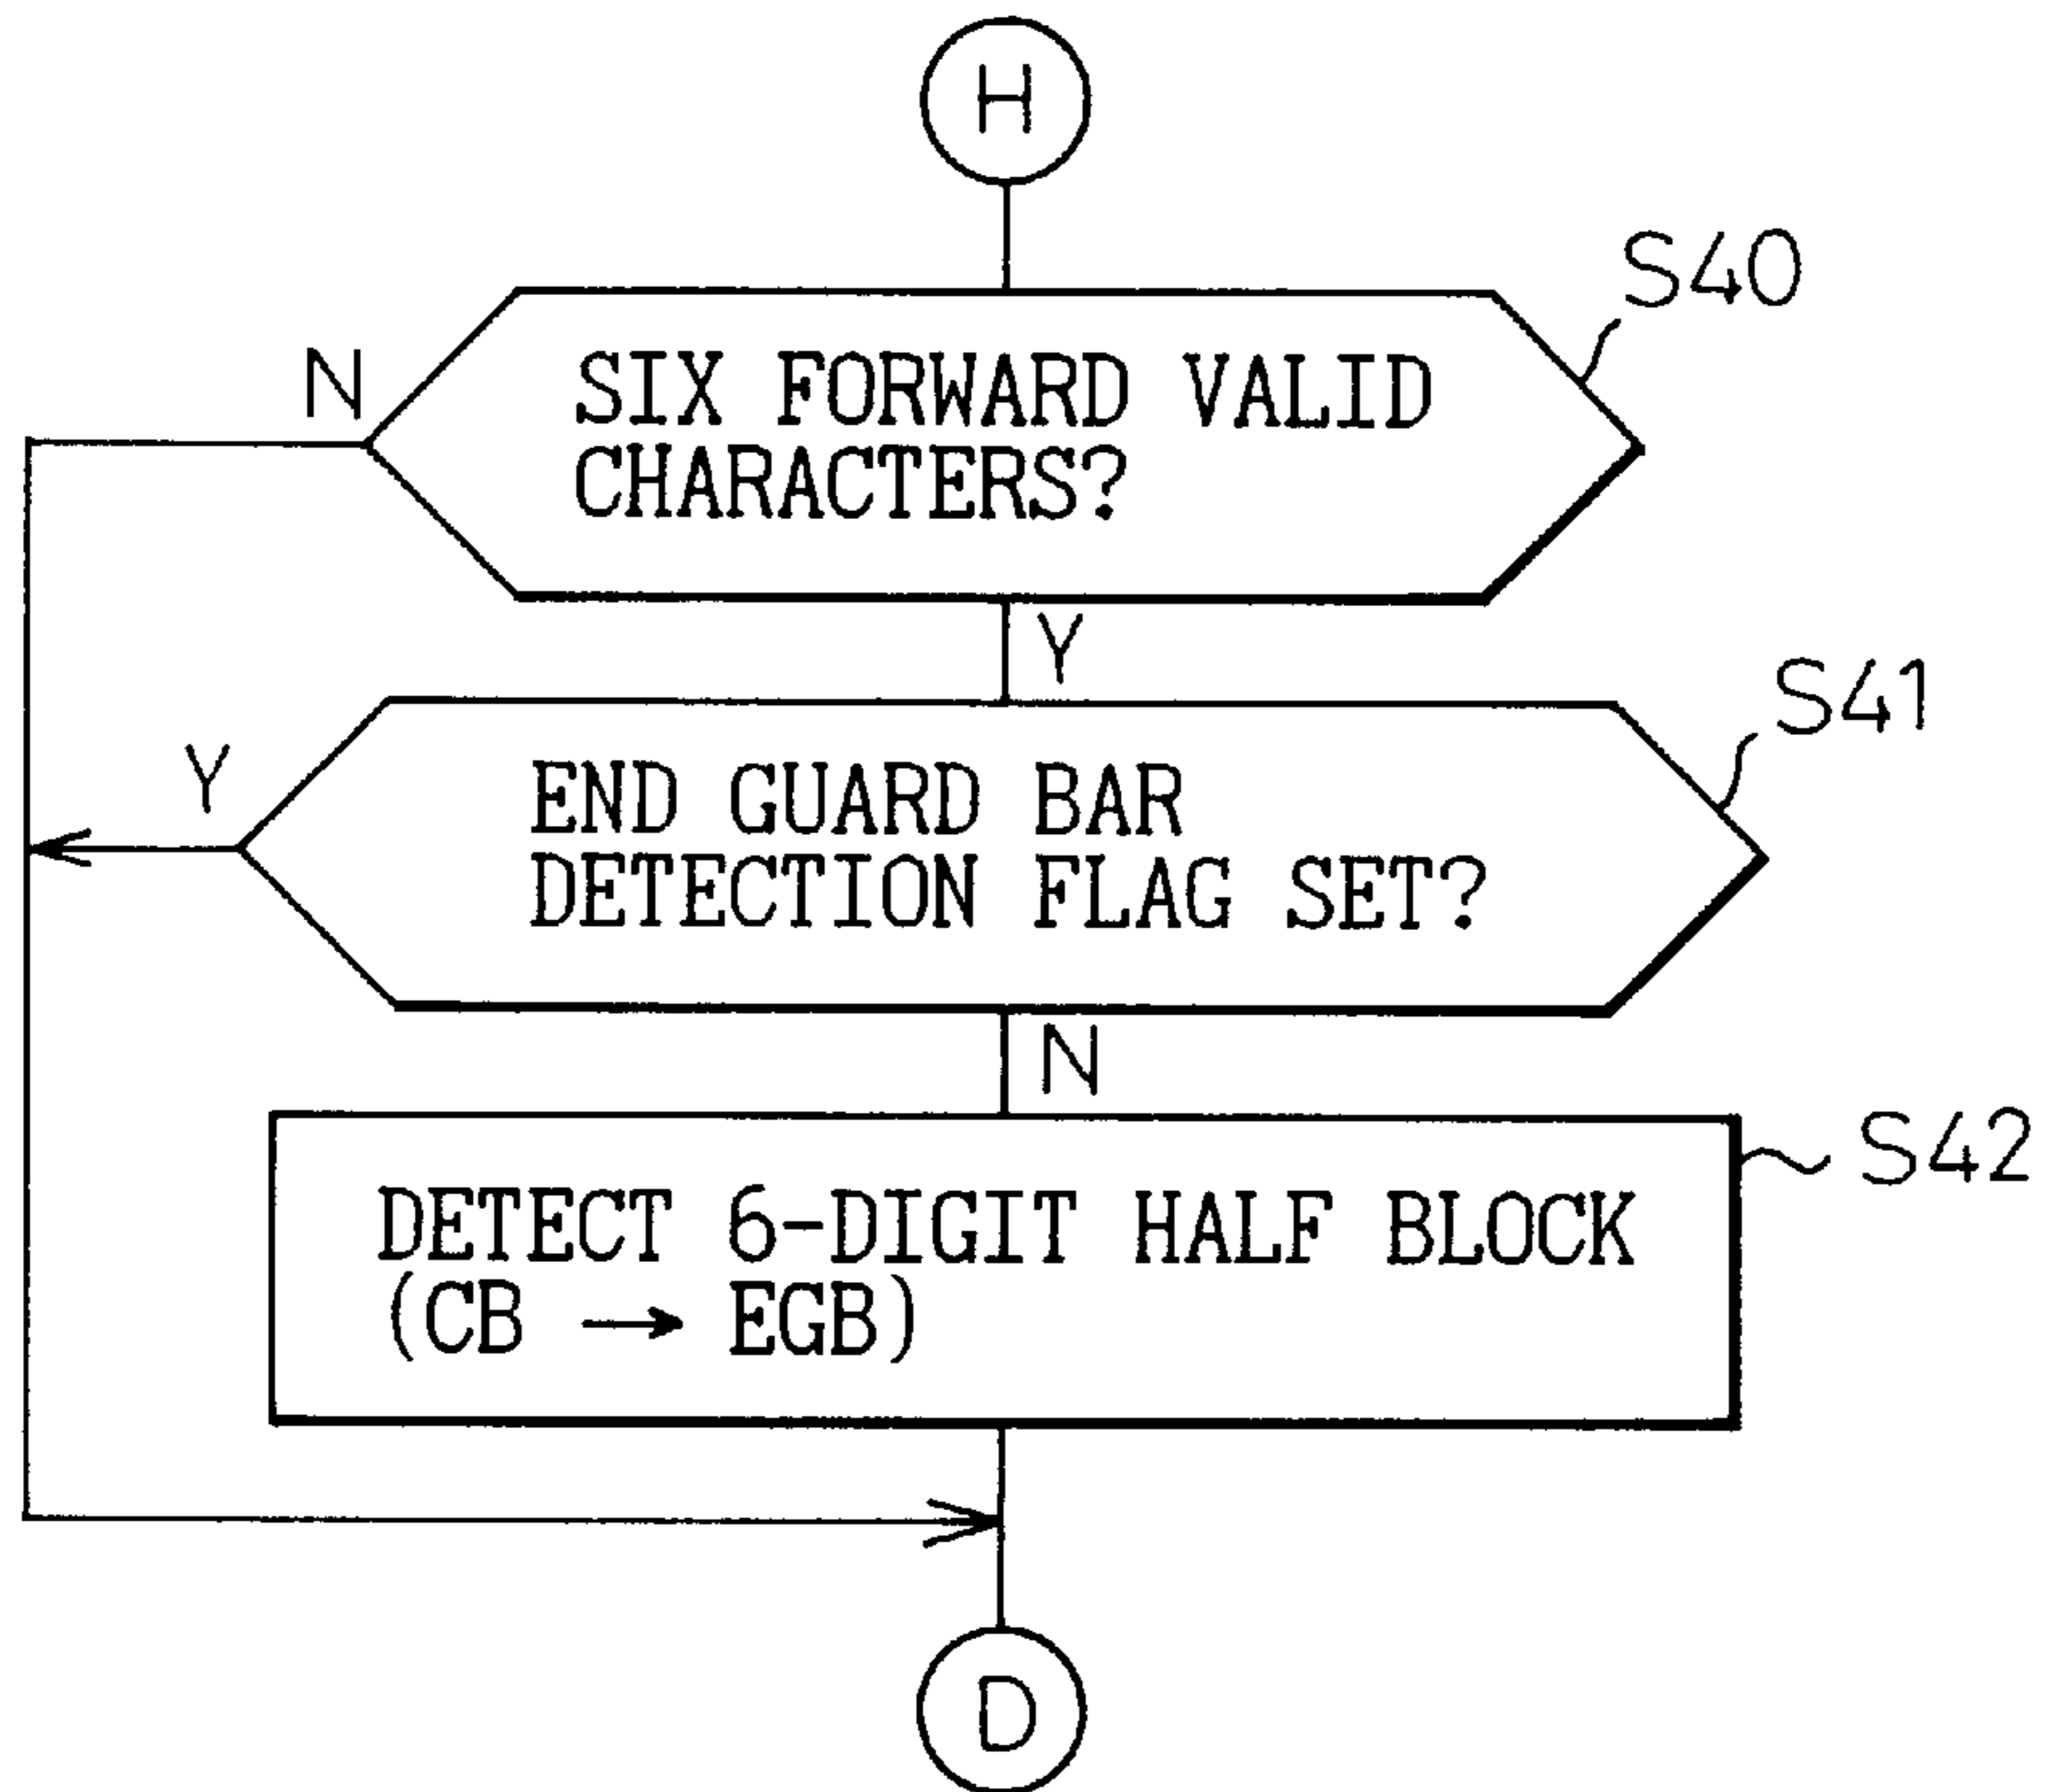 H
S40
N
SIX FORWARD VALID
CHARACTERS?
Y
S41
Y
END GUARD BAR
DETECTION FLAG SET?
N
S42
DETECT 6-DIGIT HALF BLOCK
(CB → EGB)
D